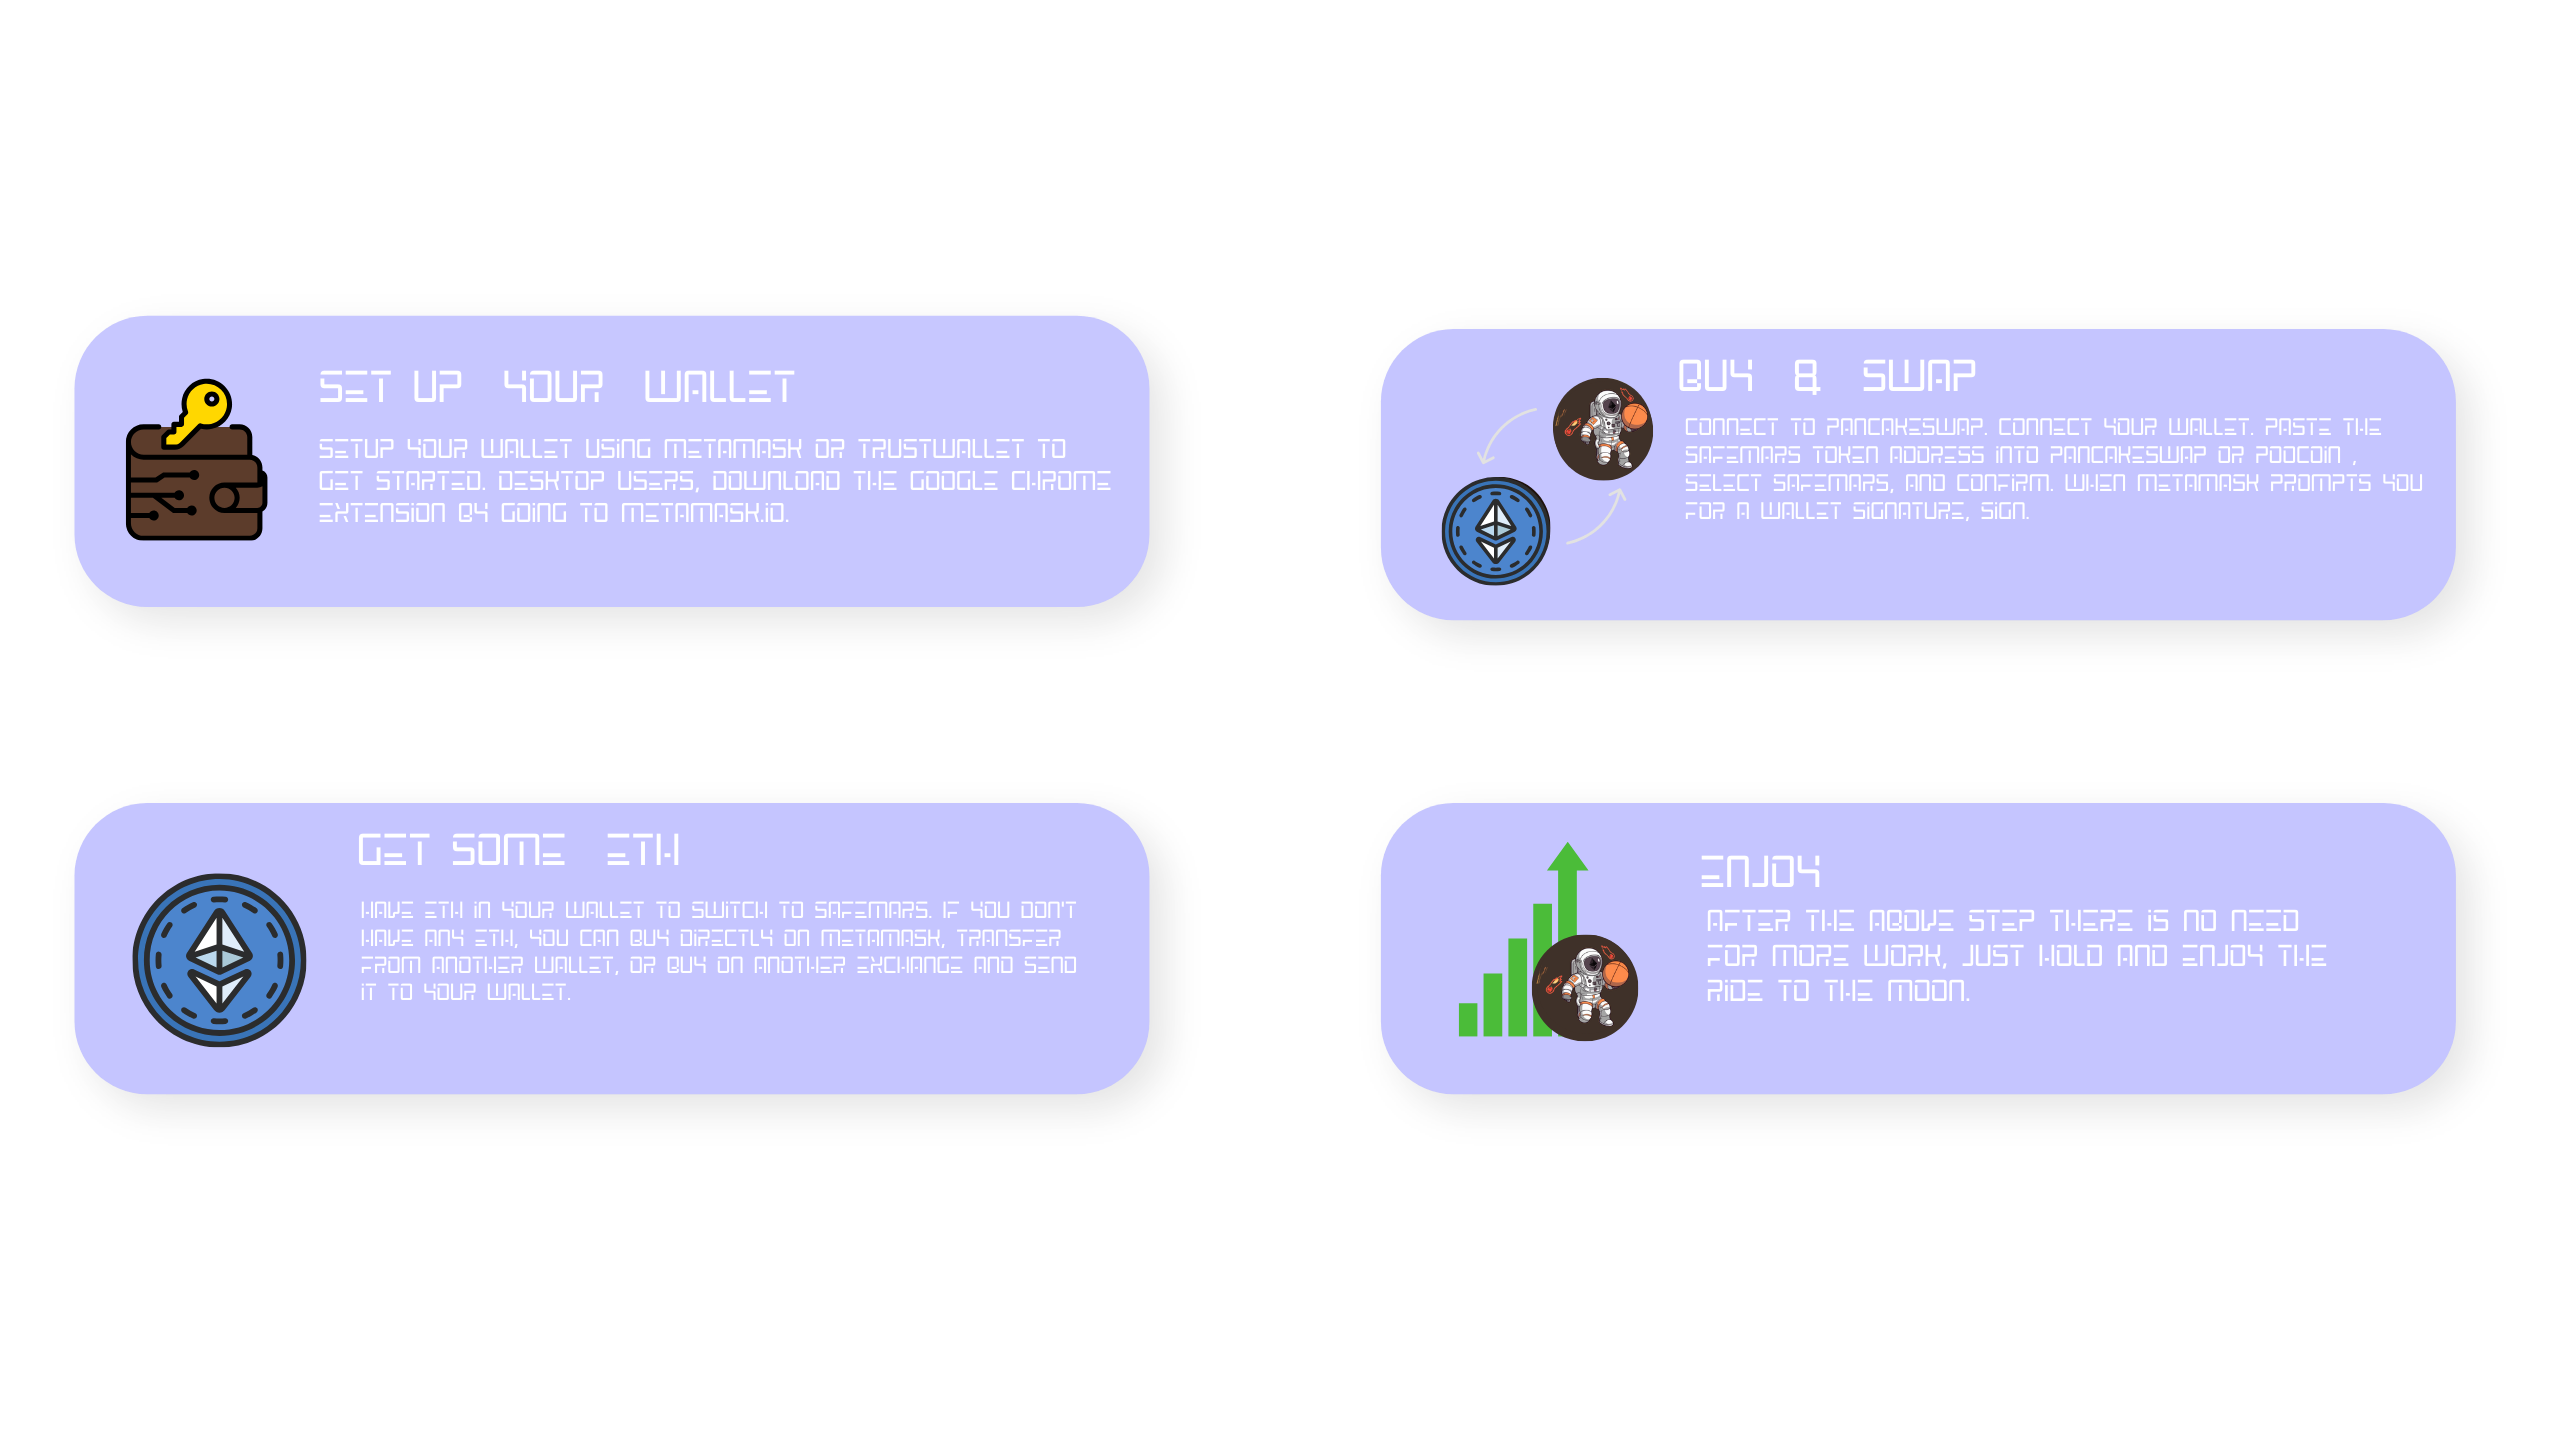 SET UP YOUR WALLET
SETUP YOUR WALLET USING METAMASK OR TRUSTWALLET TO
GET STARTED. DESKTOP USERS, DOWNLOAD THE GOOGLE CHROME
EXTENSION BY GOING TO METAMASK.IO.
BUY & SWAP
CONNECT TO PANCAKESWAP. CONNECT YOUR WALLET. PASTE THE
SAFEMARS TOKEN ADDRESS INTO PANCAKESWAP OR POOCOIN ,
SELECT SAFEMARS, AND CONFIRM. WHEN METAMASK PROMPTS YOU
FOR A WALLET SIGNATURE, SIGN.
GET SOME ETH
HAVE ETH IN YOUR WALLET TO SWITCH TO SAFEMARS. IF YOU DON'T
HAVE ANY ETH, YOU CAN BUY DIRECTLY ON METAMASK, TRANSFER
FROM ANOTHER WALLET, OR BUY ON ANOTHER EXCHANGE AND SEND
IT TO YOUR WALLET.
ENJOY
AFTER THE ABOVE STEP THERE IS NO NEED
FOR MORE WORK, JUST HOLD AND ENJOY THE
RIDE TO THE MOON.